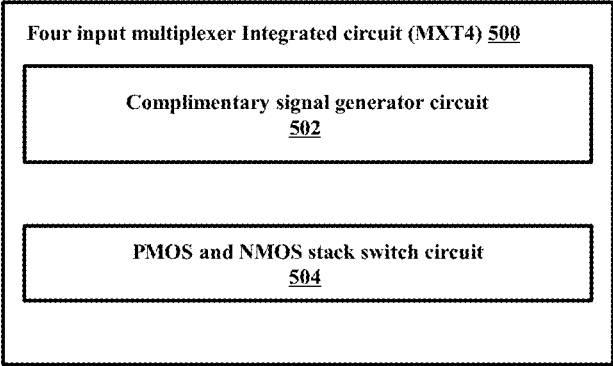 Four input multiplexer Integrated circuit (MXT4) 500
Complimentary signal generator circuit
502
PMOS and NMOS stack switch circuit
504